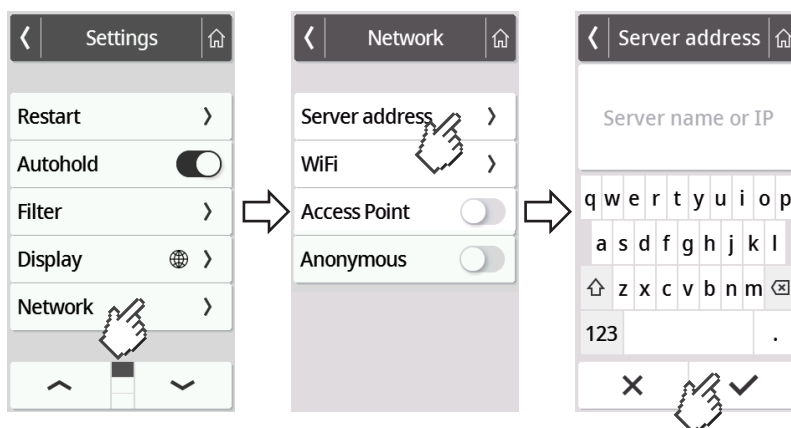 Settings
Restart
Autohold
Filter
Display
Network
Network
Server address
WiFi
Access Point
Anonymous
Server address
Server name or IP
q w e r t y u i o p
a s d f g h j k l
z x c v b n m
123 .